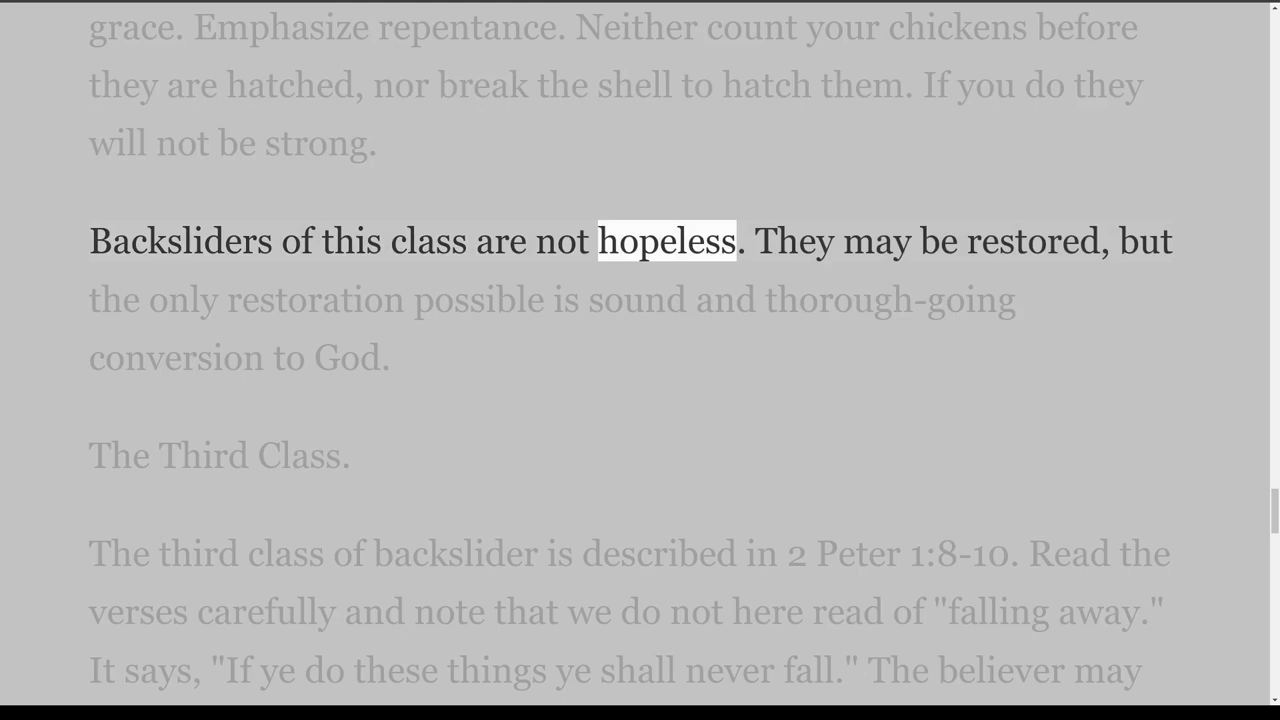 grace. Emphasize repentance. Neither count your chickens before
they are hatched, nor break the shell to hatch them. If you do they
will not be strong.
Backsliders of this class are not hopeless. They may be restored, but
the only restoration possible is sound and thorough-going
conversion to God.
The Third Class.
The third class of backslider is described in 2 Peter 1:8-10. Read the
verses carefully and note that we do not here read of "falling away."
It says, "If ye do these things ye shall never fall." The believer may